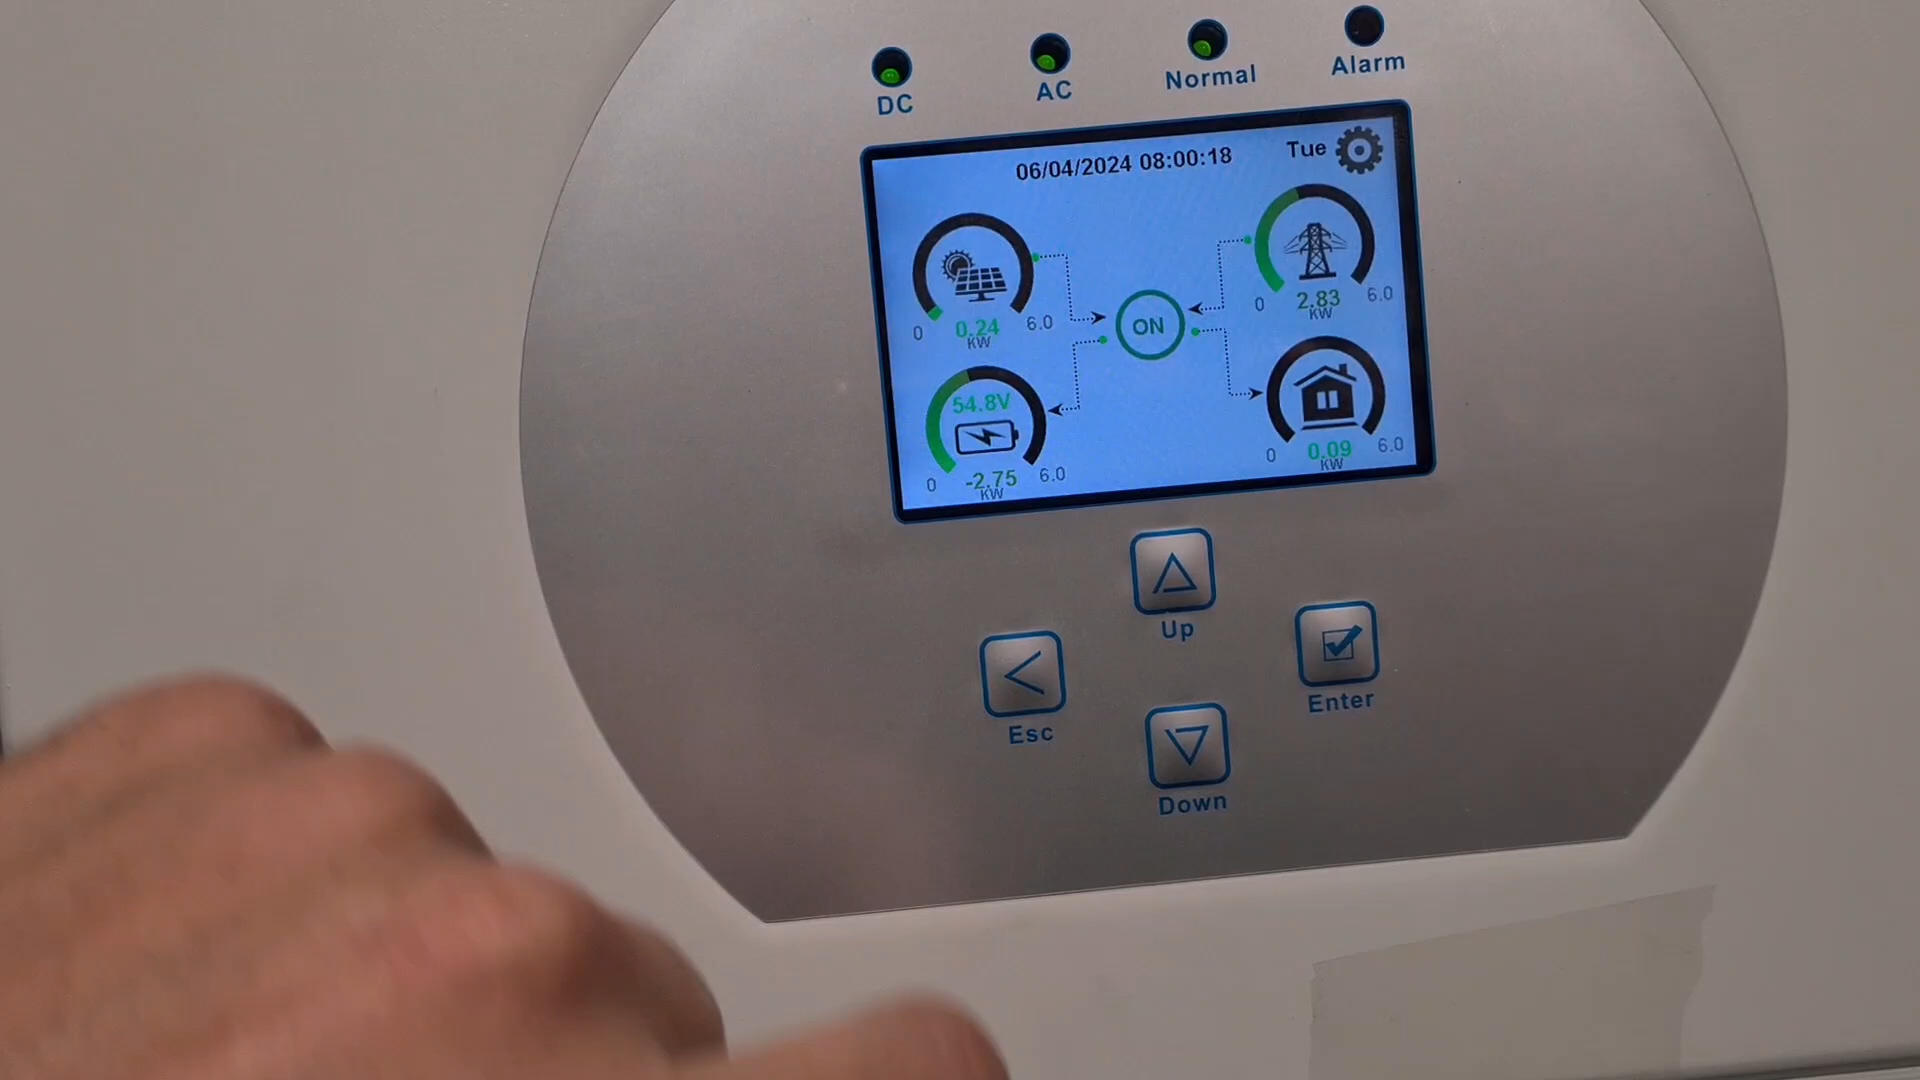 DC
AC
Normal
Alarm
06/04/2024 08:00:18
Tue
0
0.24
KW
6.0
ON
0
2.83
KW
6.0
54.8V
0
-2.75
KW
6.0
0
0.09
KW
6.0
Up
Esc
Enter
Down